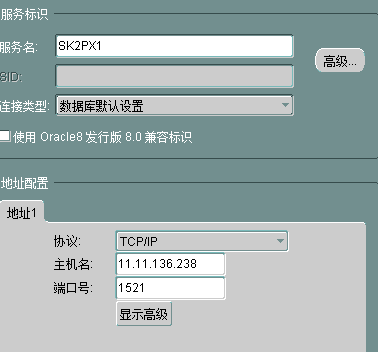 服务标识
服务名: SK2PX1
高级...
SID:
连接类型: 数据库默认设置
使用 Oracle8 发行版 8.0 兼容标识
地址配置
地址1
协议: TCP/IP
主机名: 11.11.136.238
端口号: 1521
显示高级